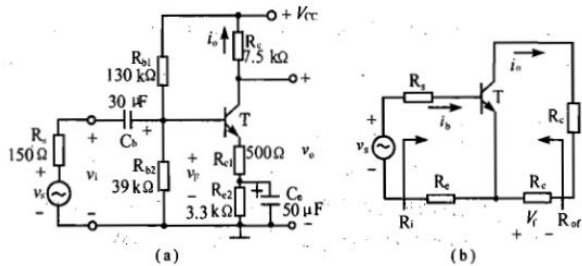 + V_CC
i_o
R_c
7.5 kΩ
R_b1
130 kΩ
+
30 μF
T
R_s
150 Ω
+
v_s
-
+
v_i
-
C_b
+
R_b2
39 kΩ
+
v_F
-
R_e1
500Ω
v_o
R_e2
3.3 kΩ
+
C_e
50 μF
-
(a)
i_o
R_s
T
+
v_s
-
i_b
R_c
R_e
R_e
R_i
V_f
+ -
R_of
(b)